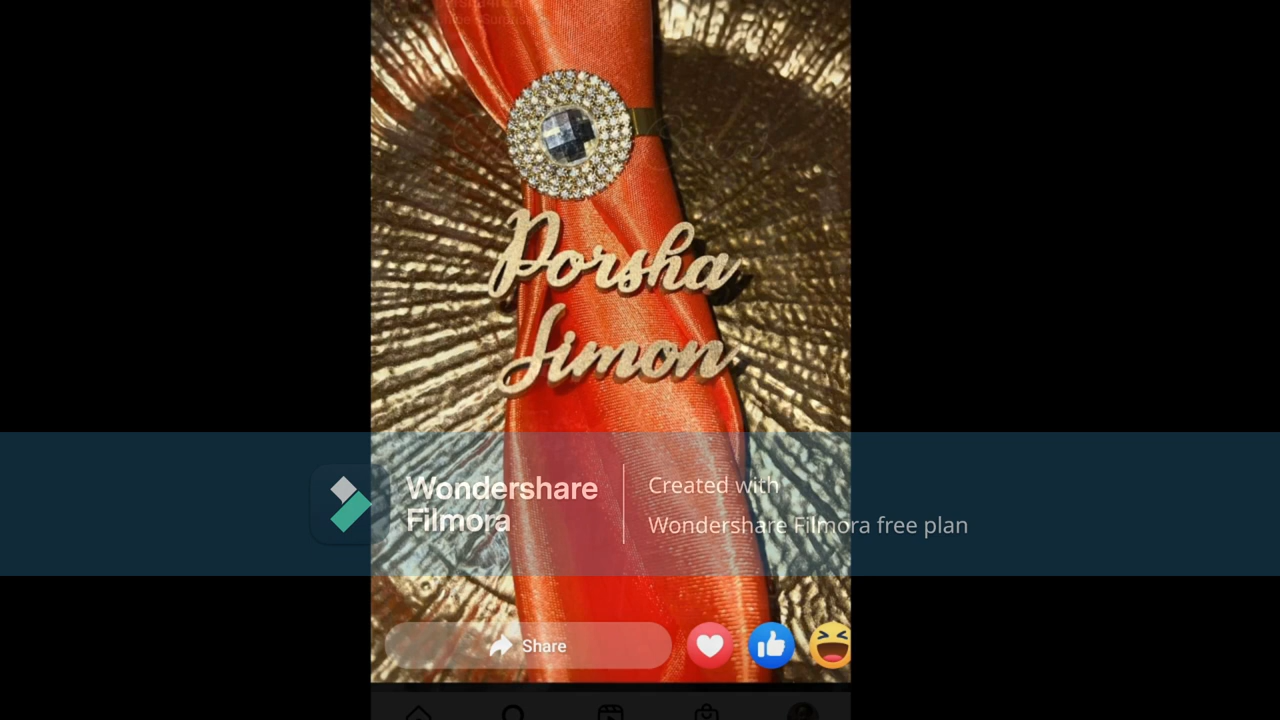 Porsha
Simon
Wondershare
Filmora
Created with
Wondershare Filmora free plan
Share